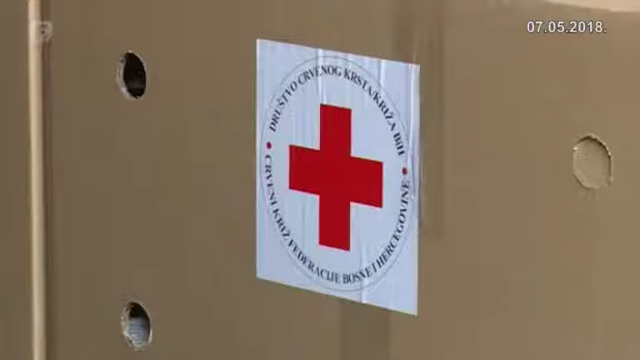 07.05.2018.
DRUŠTVO CRVENOG KRSTA/KRIŽA BiH
CRVENI KRIŽ FEDERACIJE BOSNE I HERCEGOVINE